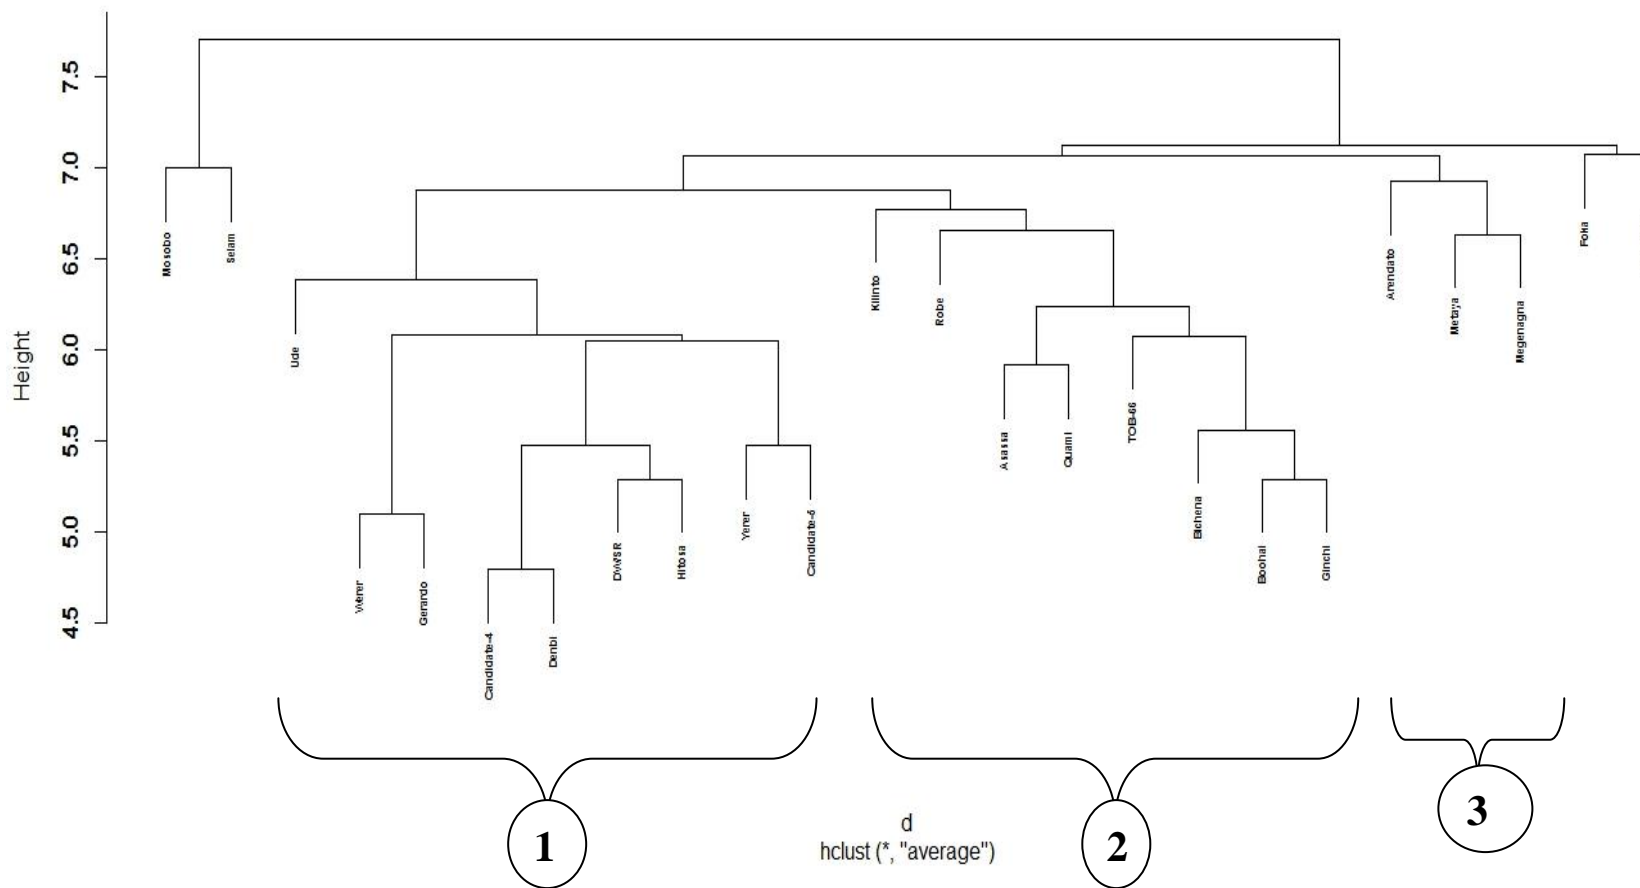 Height
7.5
7.0
6.5
6.0
5.5
5.0
4.5
Mosobo
Selam
Ude
Werer
Gerardo
Candidate-4
Denbi
DWSR
Hitosa
Yerer
Candidate-5
Kilinto
Robe
Asassa
Quami
TOB-66
Bichena
Boohai
Ginchi
Arendato
Metaya
Megenagna
Foka
1
2
3
d
hclust (*, "average")